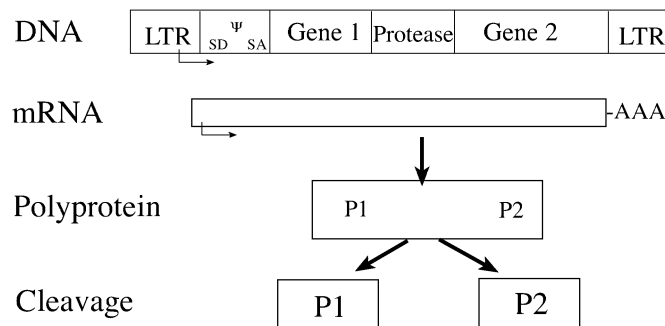 DNA LTR SD Ψ SA Gene 1 Protease Gene 2 LTR
mRNA -AAA
Polyprotein P1 P2
Cleavage P1 P2